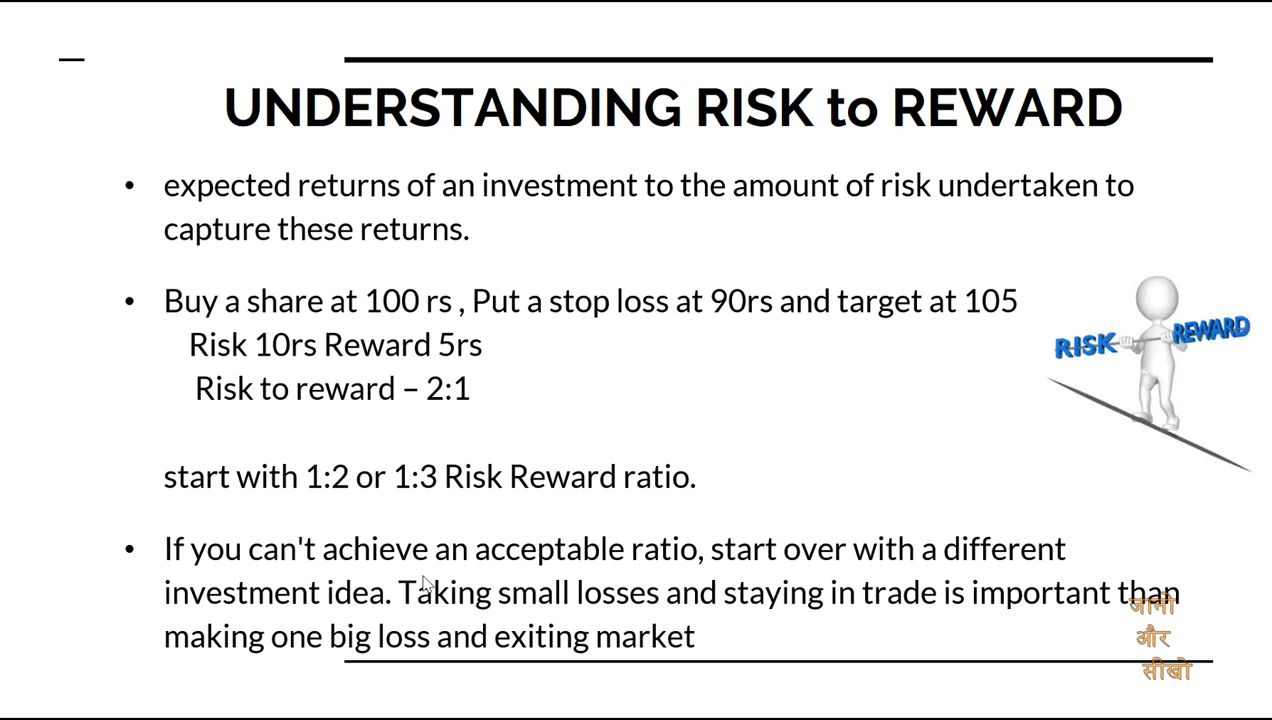 UNDERSTANDING RISK to REWARD
• expected returns of an investment to the amount of risk undertaken to
capture these returns.
• Buy a share at 100 rs , Put a stop loss at 90rs and target at 105
Risk 10rs Reward 5rs
Risk to reward – 2:1
RISK REWARD
start with 1:2 or 1:3 Risk Reward ratio.
• If you can't achieve an acceptable ratio, start over with a different
investment idea. Taking small losses and staying in trade is important than
making one big loss and exiting market
जानो
और
सीखो